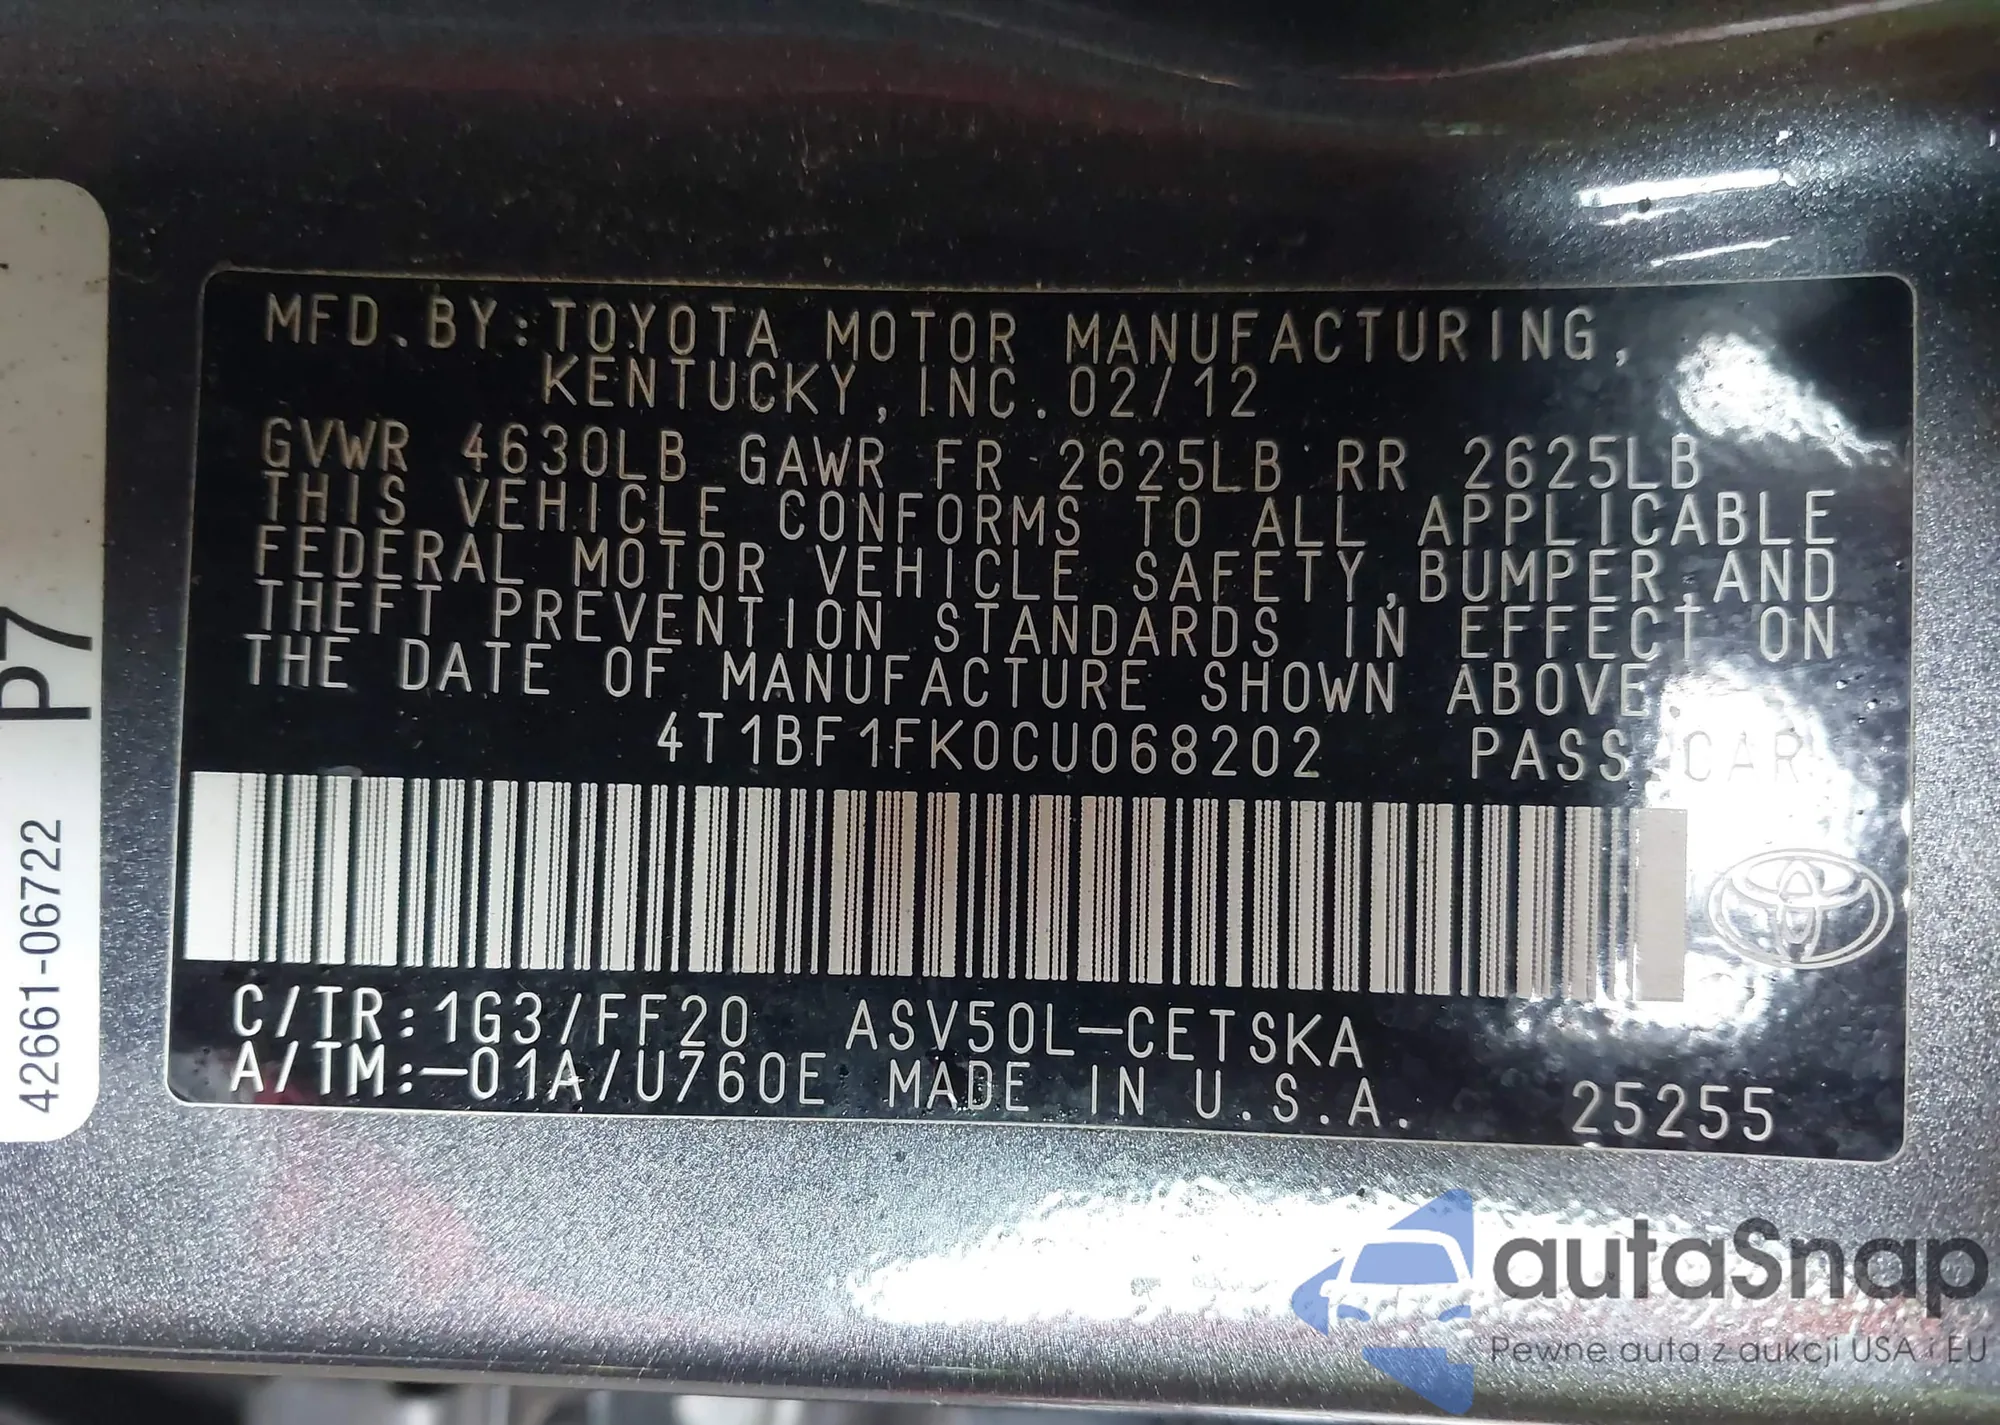 MFD.BY:TOYOTA MOTOR MANUFACTURING,
KENTUCKY,INC.02/12
GVWR 4630LB GAWR FR 2625LB RR 2625LB
THIS VEHICLE CONFORMS TO ALL APPLICABLE
FEDERAL MOTOR VEHICLE SAFETY,BUMPER,AND
THEFT PREVENTION STANDARDS IN EFFECT ON
THE DATE OF MANUFACTURE SHOWN ABOVE.
4T1BF1FK0CU068202 PASS.CAR
C/TR:1G3/FF20 ASV50L-CETSKA
A/TM:-01A/U760E MADE IN U.S.A. 25255
P7
42661-06722
autaSnap
Pewne auta z aukcji USA i EU